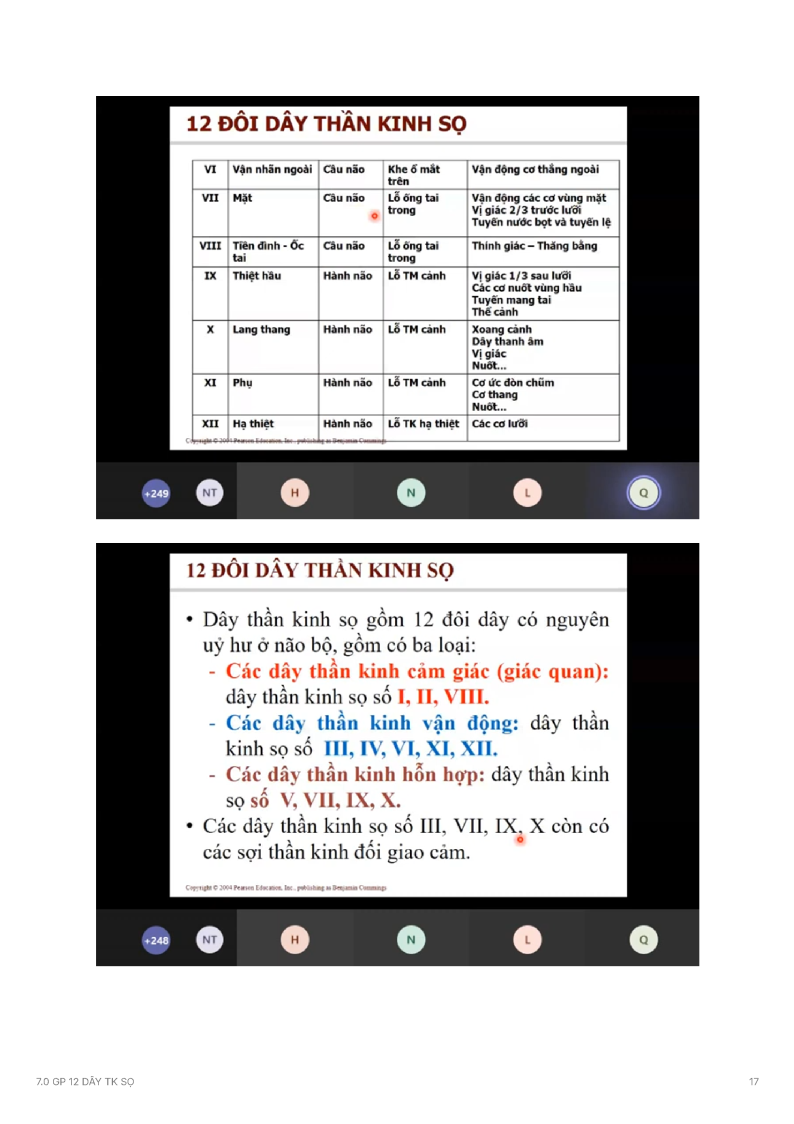 12 ĐÔI DÂY THẦN KINH SỌ
VI Vận nhãn ngoài Cầu não Khe ổ mắt trên Vận động cơ thẳng ngoài
VII Mặt Cầu não Lỗ ống tai trong Vận động các cơ vùng mặt
Vị giác 2/3 trước lưỡi
Tuyến nước bọt và tuyến lệ
VIII Tiền đình - Ốc tai Cầu não Lỗ ống tai trong Thính giác – Thăng bằng
IX Thiệt hầu Hành não Lỗ TM cảnh Vị giác 1/3 sau lưỡi
Các cơ nuốt vùng hầu
Tuyến mang tai
Thể cảnh
X Lang thang Hành não Lỗ TM cảnh Xoang cảnh
Dây thanh âm
Vị giác
Nuốt...
XI Phụ Hành não Lỗ TM cảnh Cơ ức đòn chũm
Cơ thang
Nuốt...
XII Hạ thiệt Hành não Lỗ TK hạ thiệt Các cơ lưỡi
Copyright © 2004 Pearson Education, Inc., publishing as Benjamin Cummings
+249 NT H N L Q
12 ĐÔI DÂY THẦN KINH SỌ
• Dây thần kinh sọ gồm 12 đôi dây có nguyên
uỷ hư ở não bộ, gồm có ba loại:
- Các dây thần kinh cảm giác (giác quan):
dây thần kinh sọ số I, II, VIII.
- Các dây thần kinh vận động: dây thần
kinh sọ số III, IV, VI, XI, XII.
- Các dây thần kinh hỗn hợp: dây thần kinh
sọ số V, VII, IX, X.
• Các dây thần kinh sọ số III, VII, IX, X còn có
các sợi thần kinh đối giao cảm.
Copyright © 2004 Pearson Education, Inc., publishing as Benjamin Cummings
+248 NT H N L Q
7.0 GP 12 DÂY TK SỌ 17